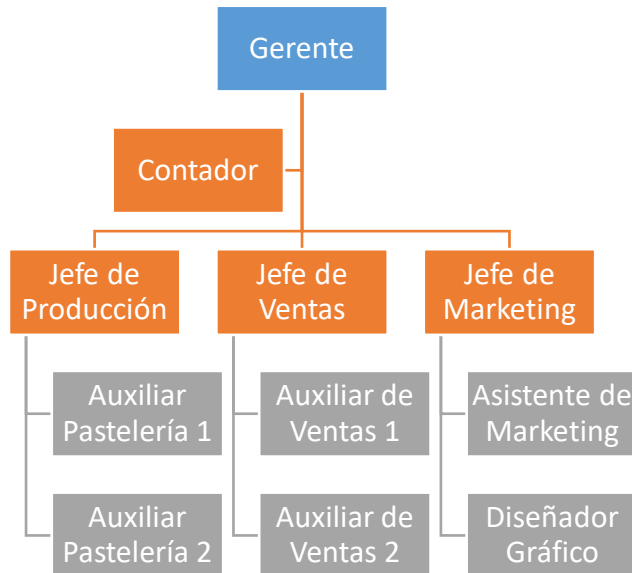 Gerente
Contador
Jefe de
Producción
Jefe de
Ventas
Jefe de
Marketing
Auxiliar
Pastelería 1
Auxiliar de
Ventas 1
Asistente de
Marketing
Auxiliar
Pastelería 2
Auxiliar de
Ventas 2
Diseñador
Gráfico